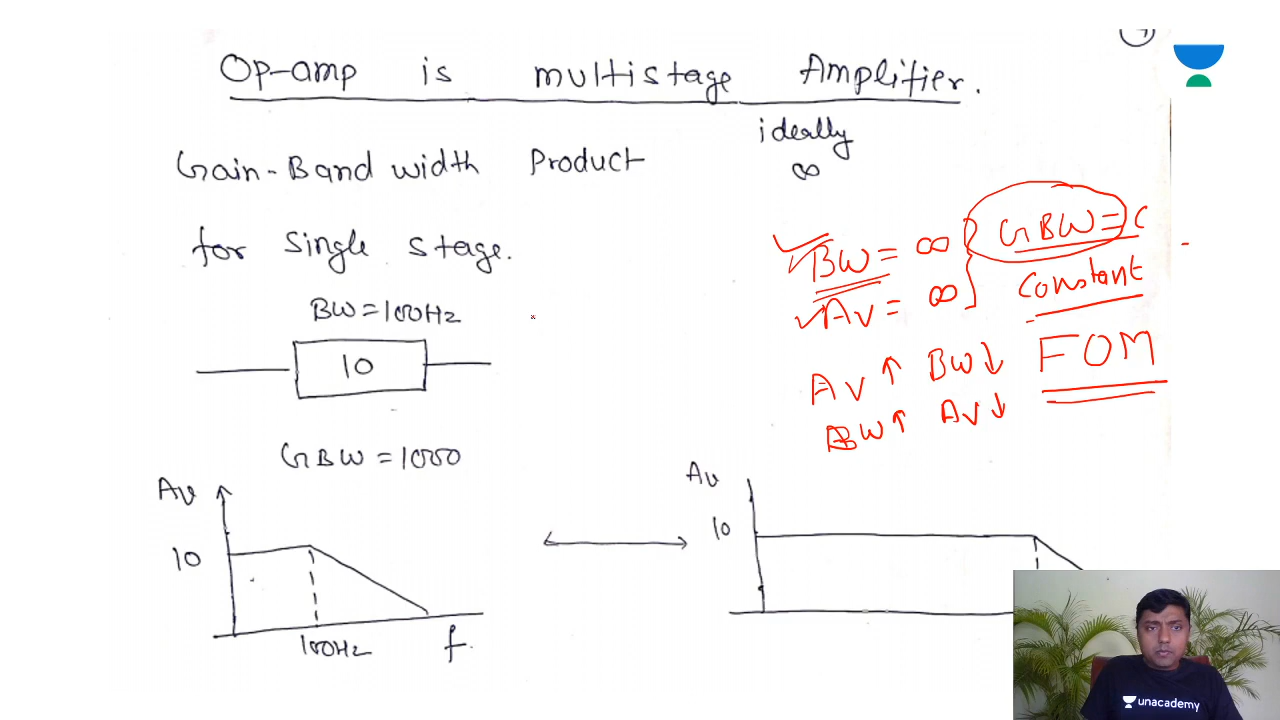 Op-amp is multistage Amplifier.
Gain-Band width Product ideally
∞
for single stage.
BW = ∞
AV = ∞
GBW = C
Constant
FOM
AV ↑ BW ↓
BW ↑ AV ↓
BW = 100Hz
10
GBW = 1000
Av
10
100Hz
f.
Av
10
unacademy